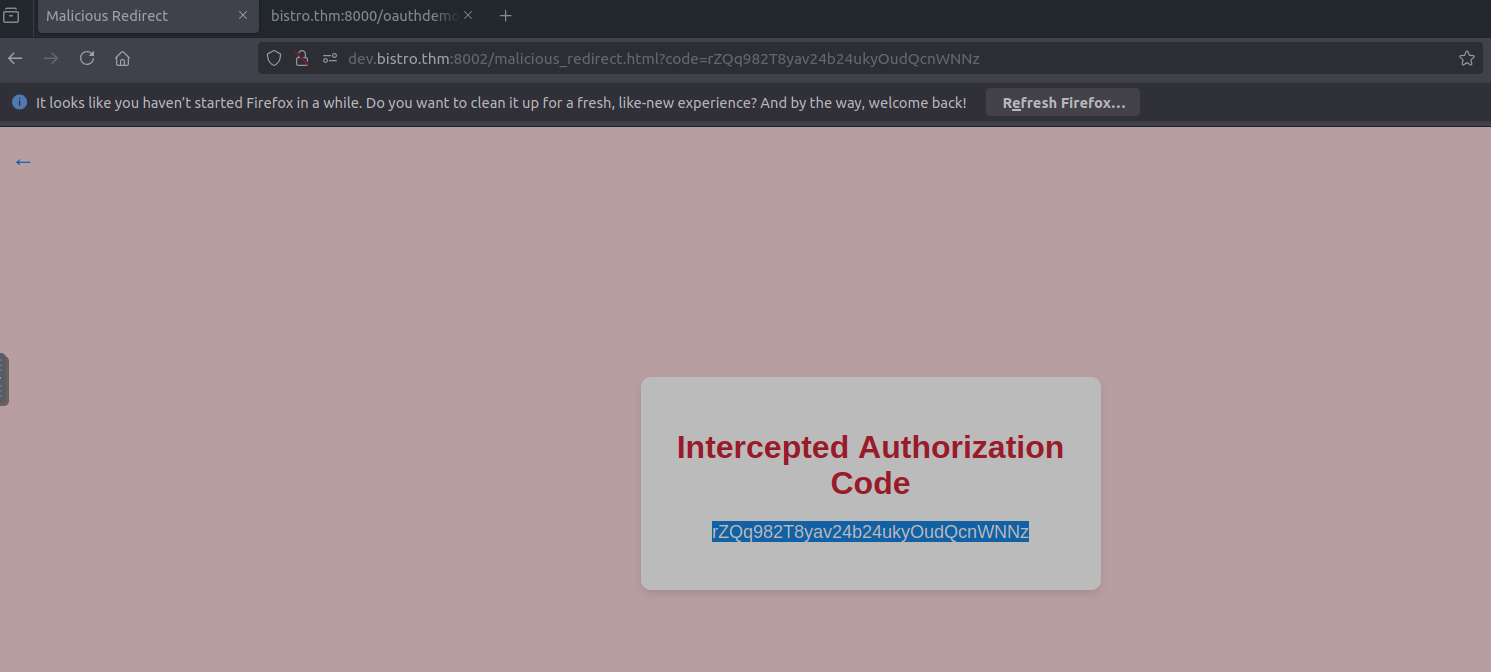 Malicious Redirect
bistro.thm:8000/oauthdemo
dev.bistro.thm:8002/malicious_redirect.html?code=rZQq982T8yav24b24ukyOudQcnWNNz
It looks like you haven’t started Firefox in a while. Do you want to clean it up for a fresh, like-new experience? And by the way, welcome back!
Refresh Firefox…
←
Intercepted Authorization
Code
rZQq982T8yav24b24ukyOudQcnWNNz